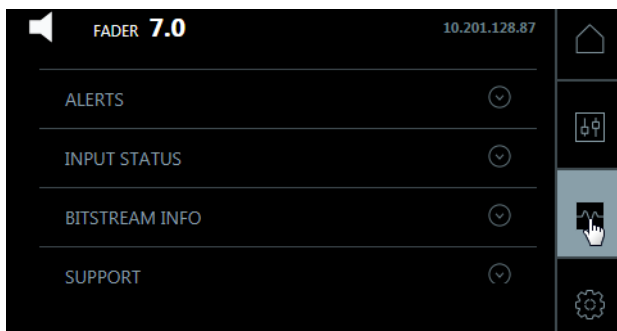 FADER 7.0
10.201.128.87
ALERTS
INPUT STATUS
BITSTREAM INFO
SUPPORT